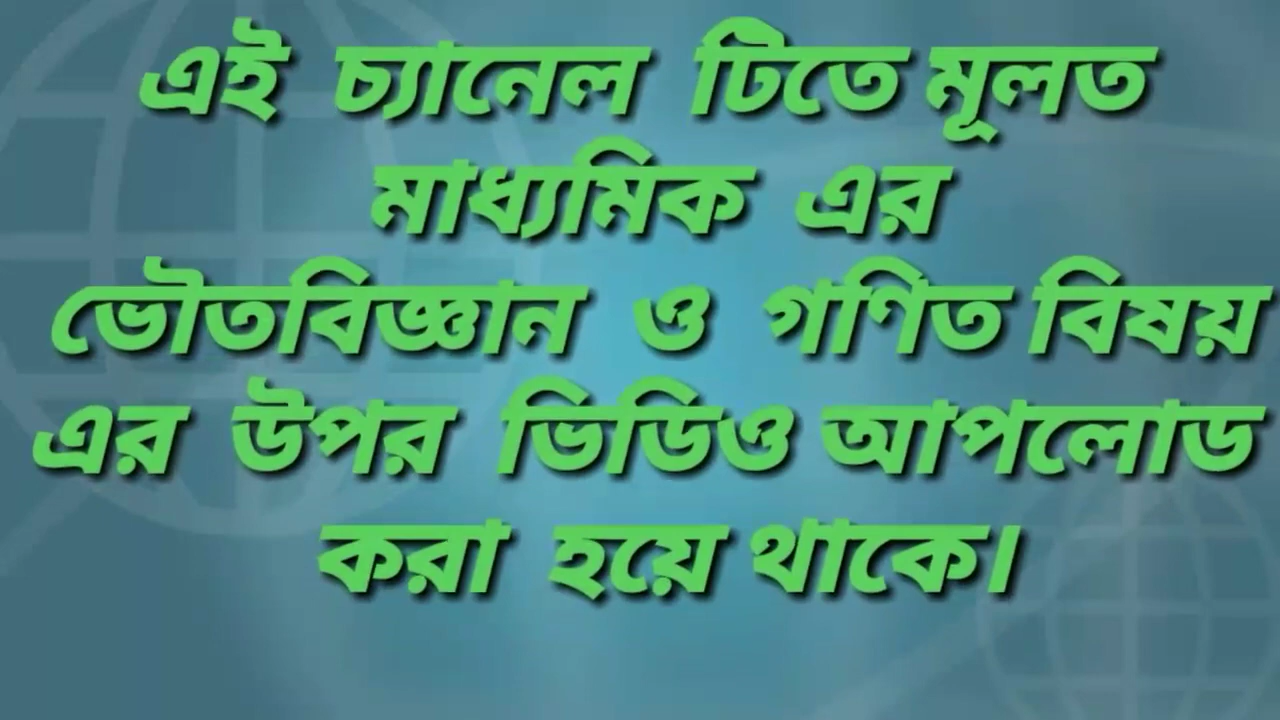 এই চ্যানেল টিতে মূলত
মাধ্যমিক এর
ভৌতবিজ্ঞান ও গণিত বিষয়
এর উপর ভিডিও আপলোড
করা হয়ে থাকে।